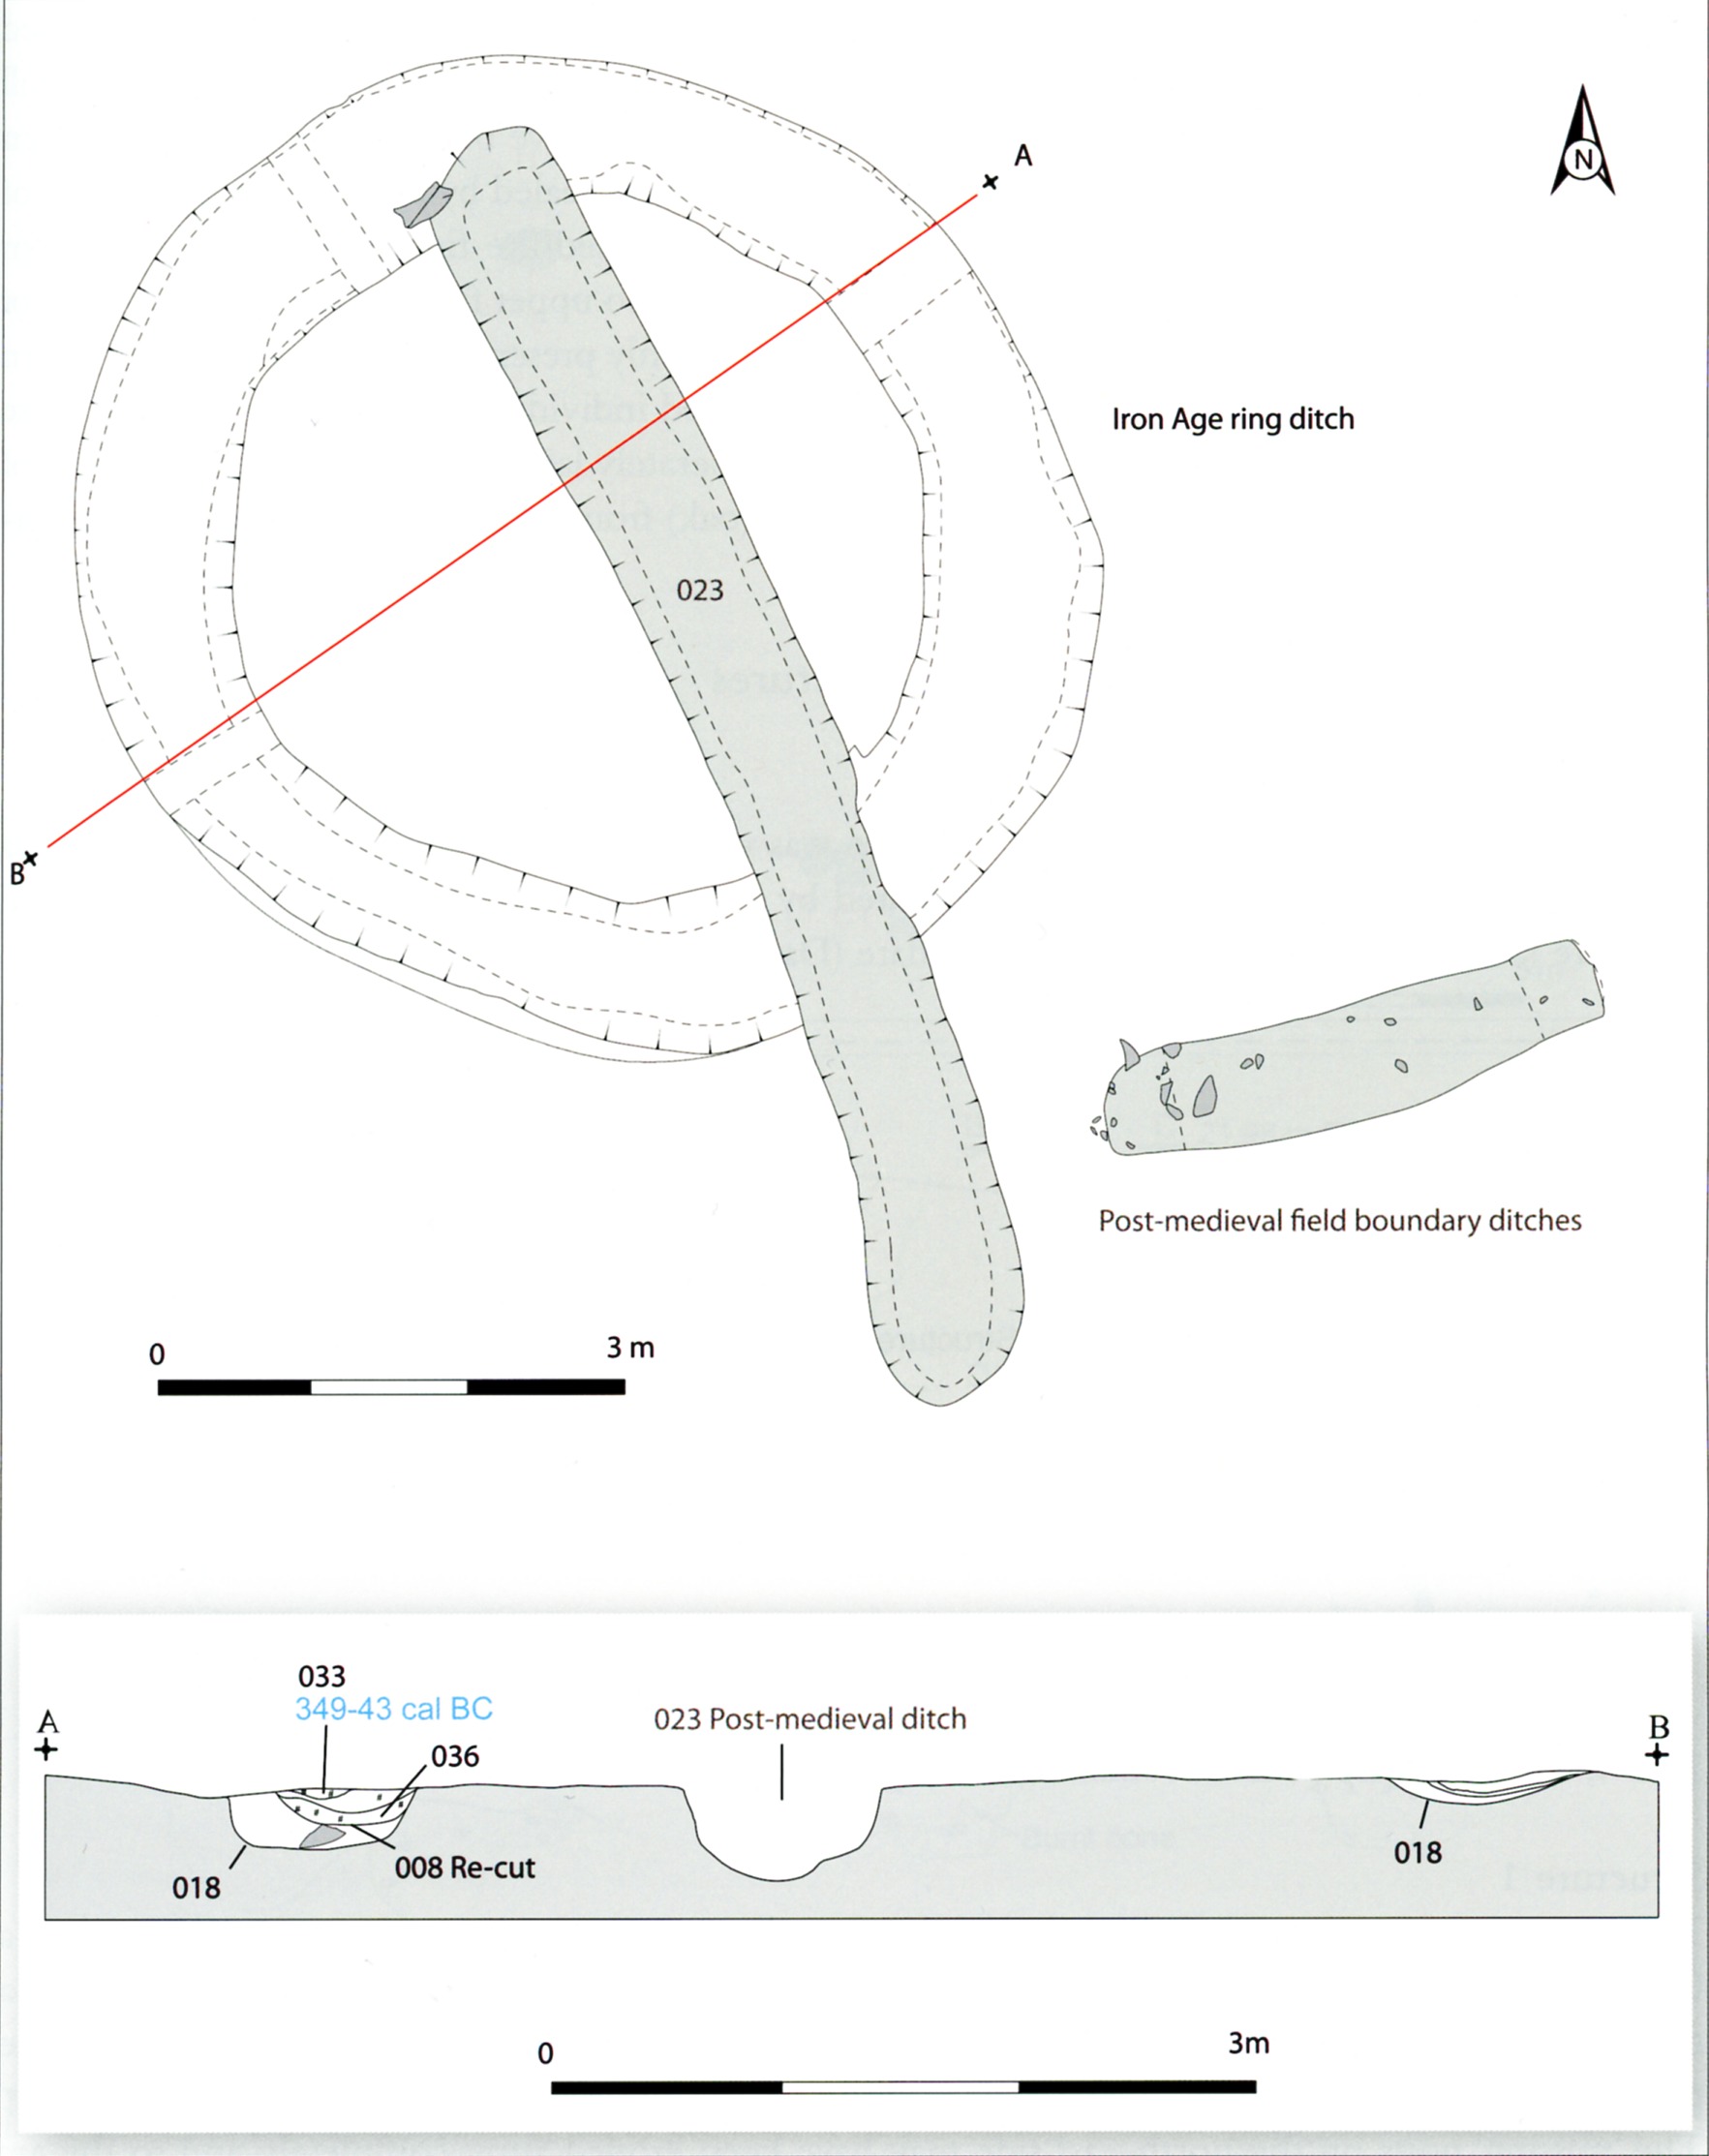 A
N
Iron Age ring ditch
023
B
Post-medieval field boundary ditches
0 3 m
033
349-43 cal BC
A
023 Post-medieval ditch
B
036
008 Re-cut
018
018
0 3m